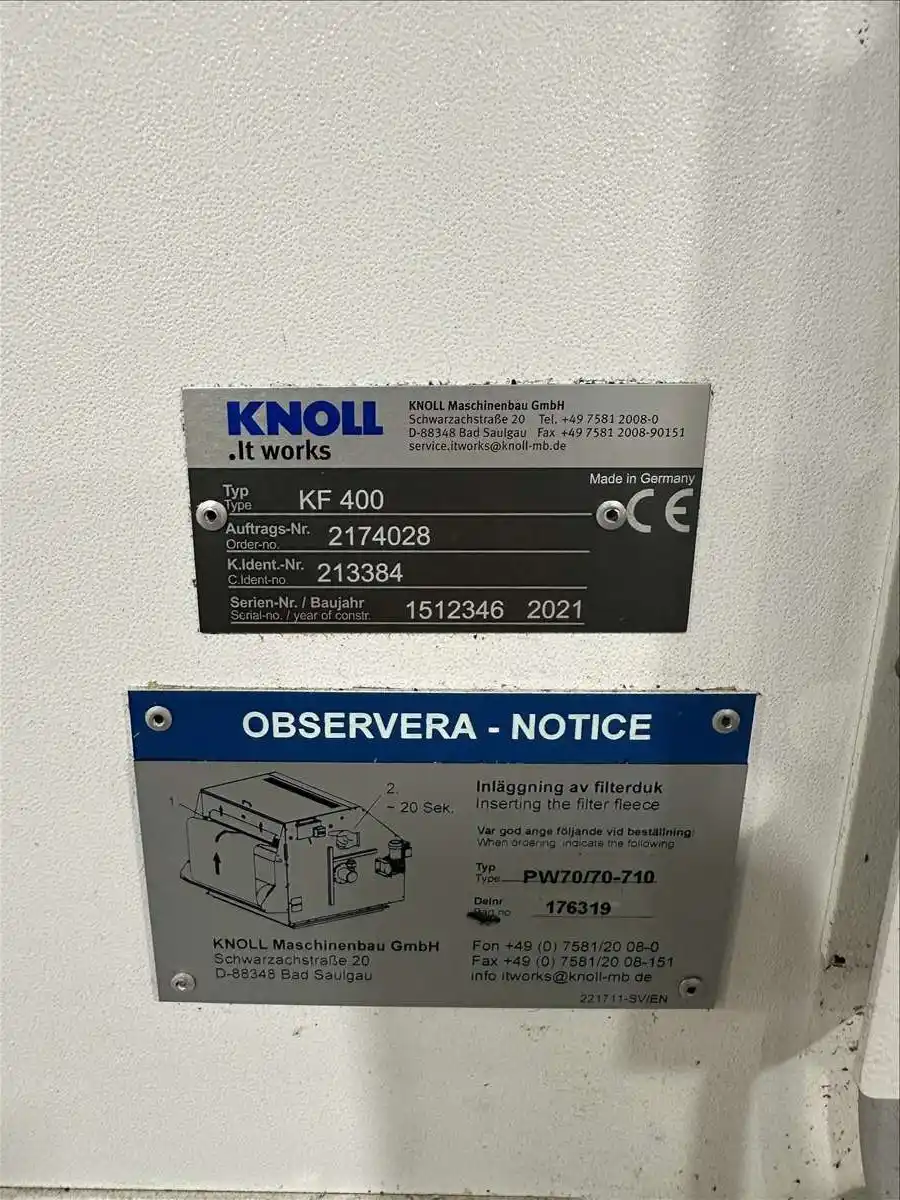 KNOLL
.It works
KNOLL Maschinenbau GmbH
Schwarzachstraße 20 Tel. +49 7581 2008-0
D-88348 Bad Saulgau Fax +49 7581 2008-90151
service.itworks@knoll-mb.de
Made in Germany
CE
Typ
Type KF 400
Auftrags-Nr.
Order-no. 2174028
K.Ident.-Nr.
C.Ident-no. 213384
Serien-Nr. / Baujahr
Serial-no. / year of constr. 1512346 2021
OBSERVERA - NOTICE
1
2.
~ 20 Sek.
Inläggning av filterduk
Inserting the filter fleece
Var god ange följande vid beställning:
When ordering, indicate the following
Typ
Type PW70/70-710
Delnr
no 176319
KNOLL Maschinenbau GmbH
Schwarzachstraße 20
D-88348 Bad Saulgau
Fon +49 (0) 7581/20 08-0
Fax +49 (0) 7581/20 08-151
info itworks@knoll-mb de
221711-SV/EN